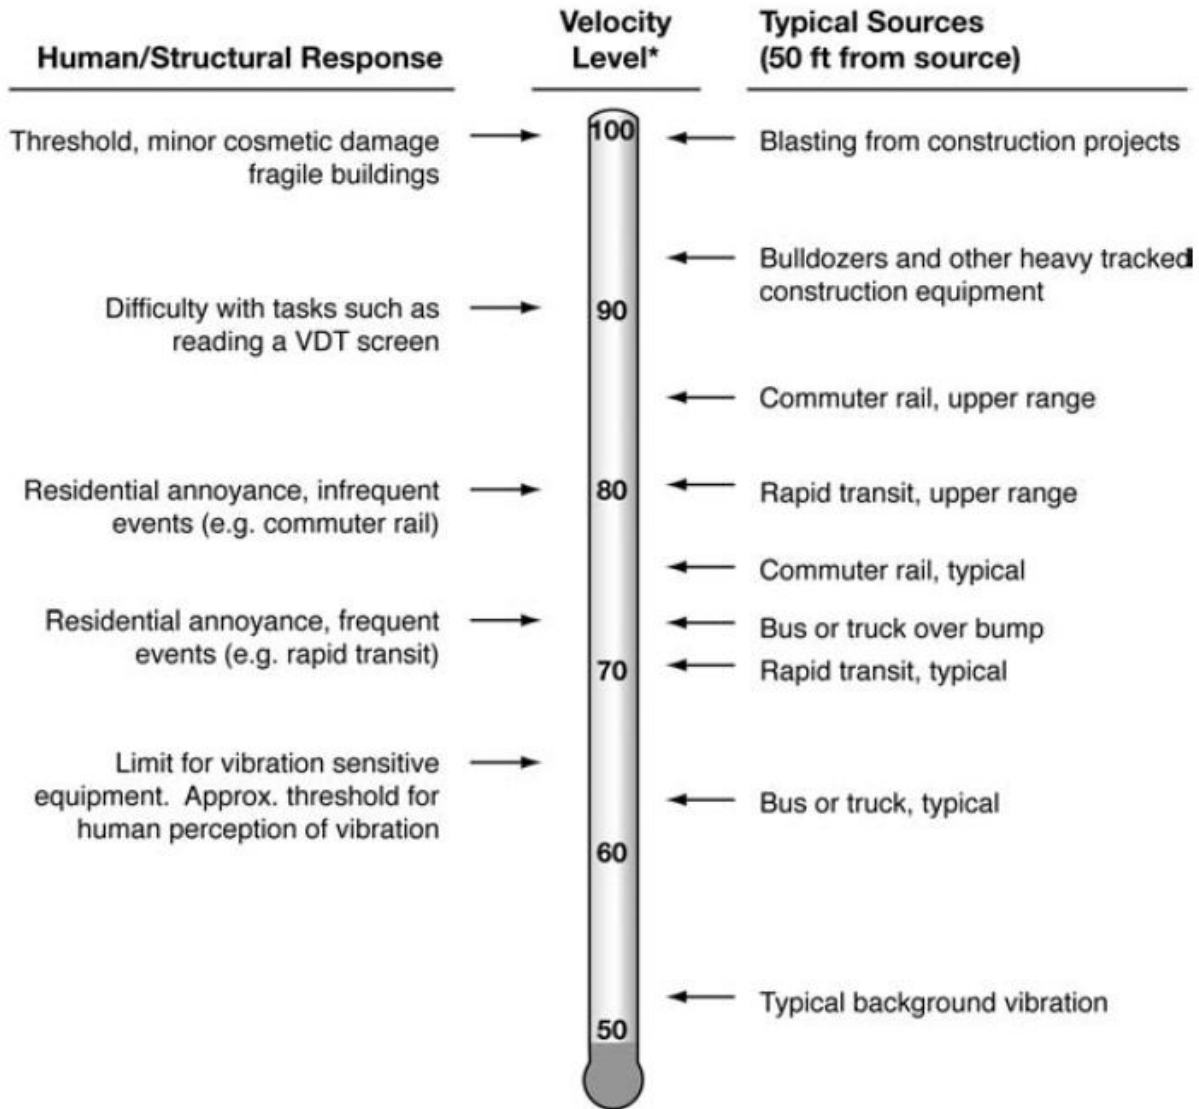 Human/Structural Response
Velocity
Level*
Typical Sources
(50 ft from source)
Threshold, minor cosmetic damage
fragile buildings
100
Blasting from construction projects
Bulldozers and other heavy tracked
construction equipment
Difficulty with tasks such as
reading a VDT screen
90
Commuter rail, upper range
Residential annoyance, infrequent
events (e.g. commuter rail)
80
Rapid transit, upper range
Commuter rail, typical
Residential annoyance, frequent
events (e.g. rapid transit)
Bus or truck over bump
70
Rapid transit, typical
Limit for vibration sensitive
equipment. Approx. threshold for
human perception of vibration
Bus or truck, typical
60
Typical background vibration
50